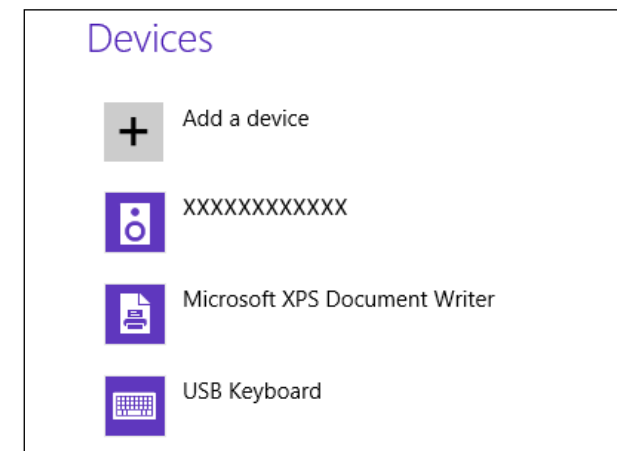 Devices
Add a device
XXXXXXXXXXXX
Microsoft XPS Document Writer
USB Keyboard